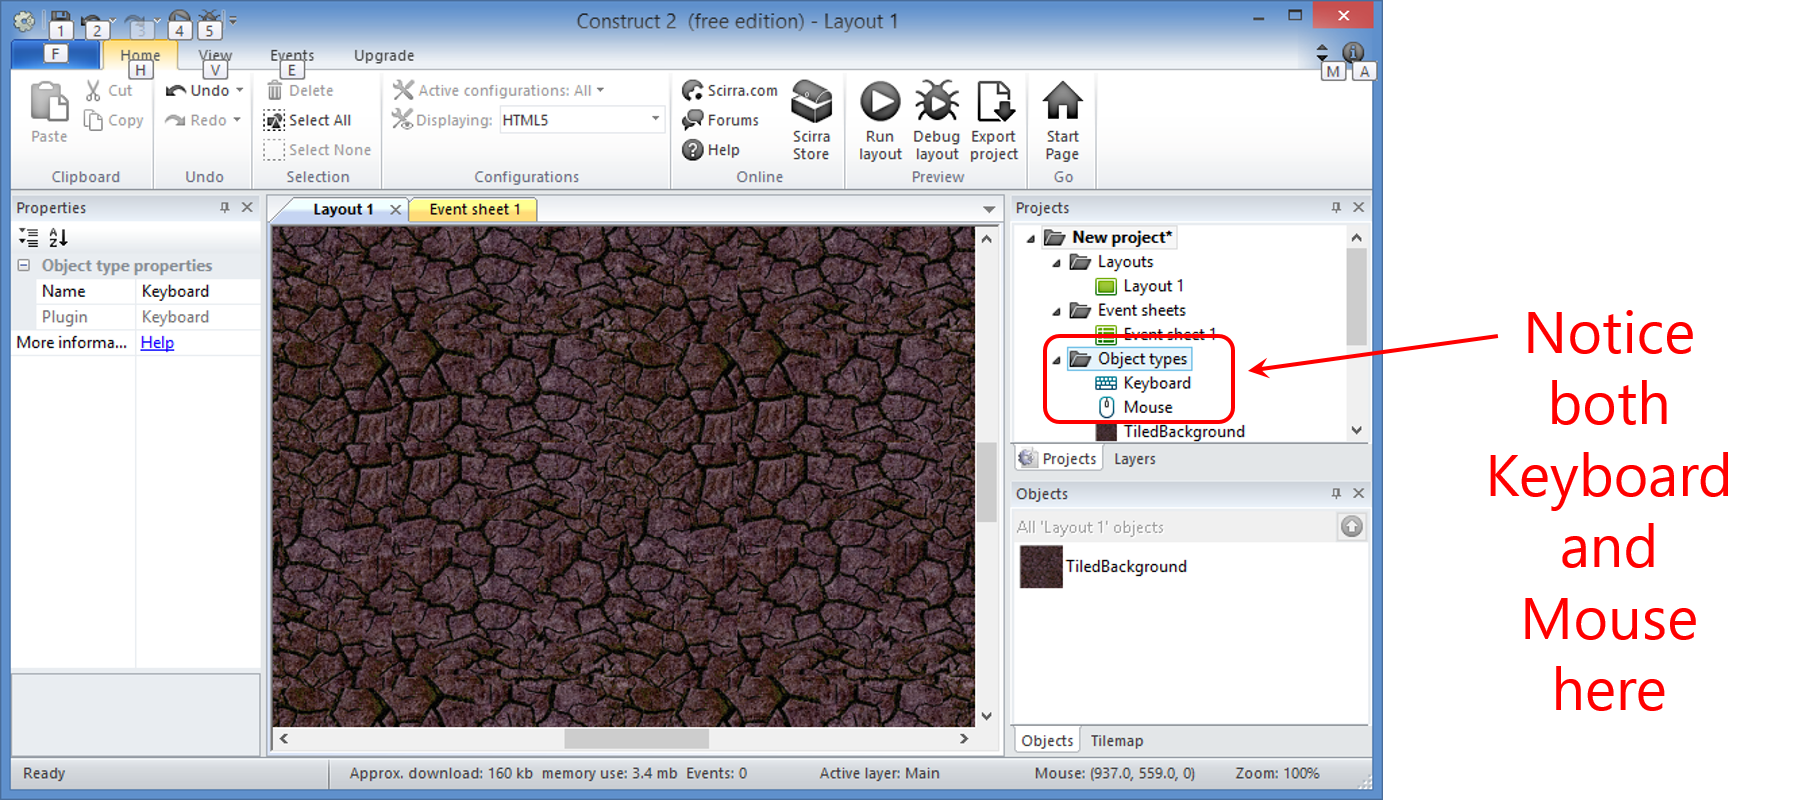 Construct 2 (free edition) - Layout 1
1 2 3 4 5
F Home View Events Upgrade
H V E M A
Paste Cut Copy
Clipboard
Undo
Redo
Undo
Delete
Select All
Select None
Selection
Active configurations: All
Displaying: HTML5
Configurations
Scirra.com
Forums
Help
Scirra
Store
Online
Run
layout
Debug
layout
Export
project
Preview
Start
Page
Go
Properties
Object type properties
Name Keyboard
Plugin Keyboard
More informa... Help
Layout 1 Event sheet 1
Projects
New project*
Layouts
Layout 1
Event sheets
Event sheet 1
Object types
Keyboard
Mouse
TiledBackground
Projects Layers
Objects
All 'Layout 1' objects
TiledBackground
Objects Tilemap
Ready Approx. download: 160 kb memory use: 3.4 mb Events: 0 Active layer: Main Mouse: (937.0, 559.0, 0) Zoom: 100%
Notice
both
Keyboard
and
Mouse
here